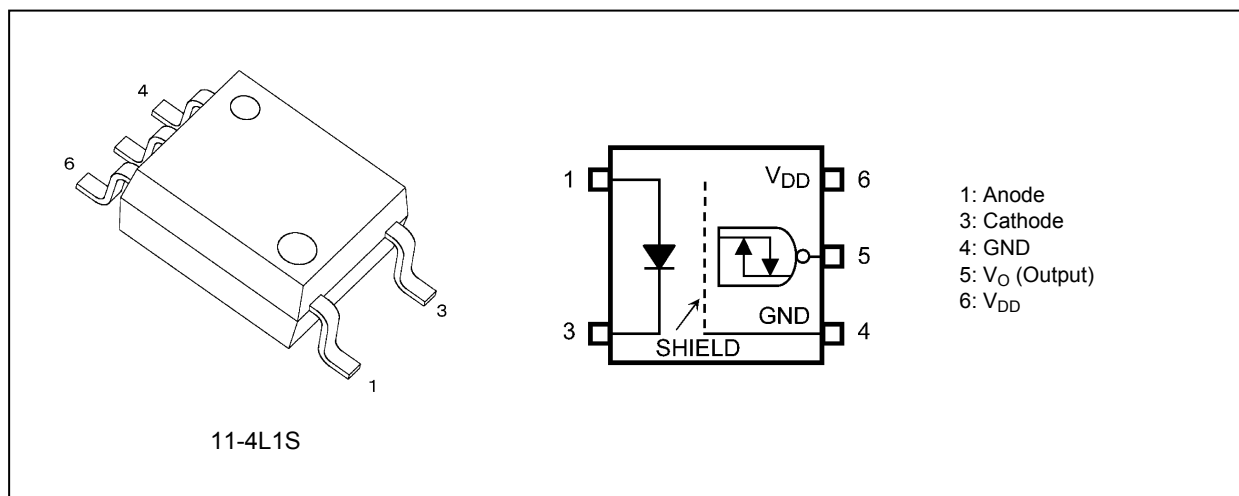 4
6
3
1
11-4L1S
1
3
V_DD
6
5
GND
4
SHIELD
1: Anode
3: Cathode
4: GND
5: V_O (Output)
6: V_DD